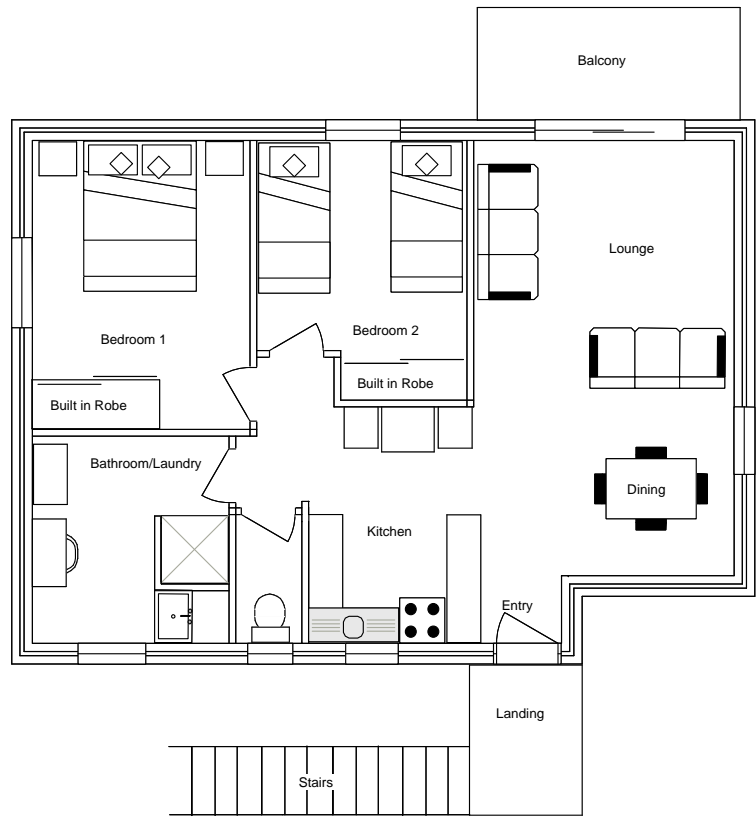 Balcony
Lounge
Bedroom 1
Bedroom 2
Built in Robe
Built in Robe
Bathroom/Laundry
Dining
Kitchen
Entry
Landing
Stairs